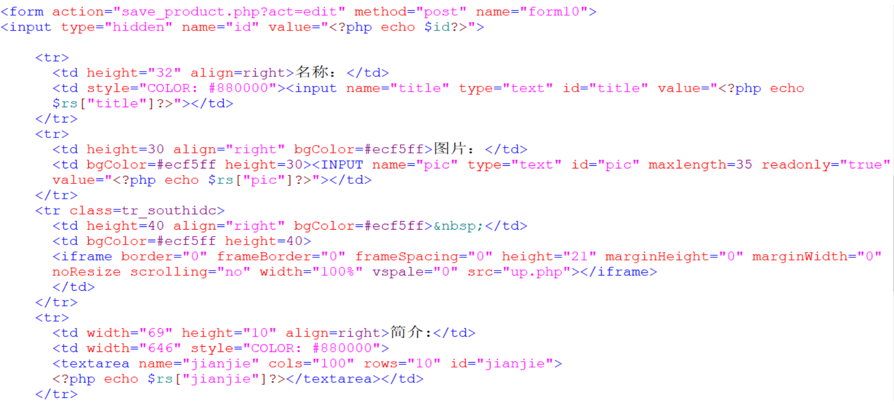 <form action="save_product.php?act=edit" method="post" name="form10">
<input type="hidden" name="id" value="<?php echo $id?>">
<tr>
<td height="32" align=right>名称：</td>
<td style="COLOR: #880000"><input name="title" type="text" id="title" value="<?php echo
$rs["title"]?>"></td>
</tr>
<tr>
<td height=30 align="right" bgColor=#ecf5ff>图片：</td>
<td bgColor=#ecf5ff height=30><INPUT name="pic" type="text" id="pic" maxlength=35 readonly="true"
value="<?php echo $rs["pic"]?>"></td>
</tr>
<tr class=tr_southidc>
<td height=40 align="right" bgColor=#ecf5ff>&nbsp;</td>
<td bgColor=#ecf5ff height=40>
<iframe border="0" frameBorder="0" frameSpacing="0" height="21" marginHeight="0" marginWidth="0"
noResize scrolling="no" width="100%" vspale="0" src="up.php"></iframe>
</td>
</tr>
<tr>
<td width="69" height="10" align=right>简介:</td>
<td width="646" style="COLOR: #880000">
<textarea name="jianjie" cols="100" rows="10" id="jianjie">
<?php echo $rs["jianjie"]?></textarea></td>
</tr>